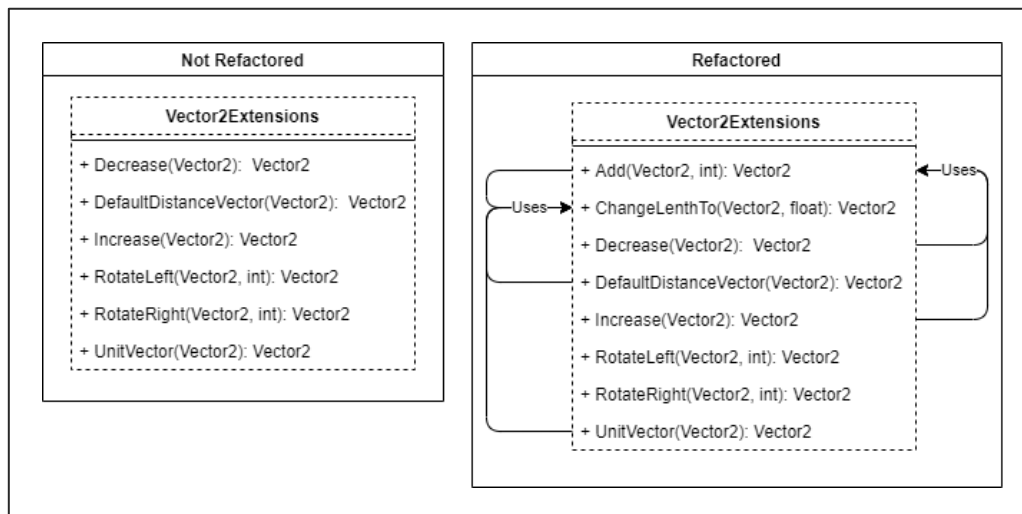 Not Refactored
Vector2Extensions
+ Decrease(Vector2):  Vector2
+ DefaultDistanceVector(Vector2):  Vector2
+ Increase(Vector2): Vector2
+ RotateLeft(Vector2, int): Vector2
+ RotateRight(Vector2, int): Vector2
+ UnitVector(Vector2): Vector2
Refactored
Vector2Extensions
+ Add(Vector2, int): Vector2
Uses
Uses
+ ChangeLenthTo(Vector2, float): Vector2
+ Decrease(Vector2):  Vector2
+ DefaultDistanceVector(Vector2): Vector2
+ Increase(Vector2): Vector2
+ RotateLeft(Vector2, int): Vector2
+ RotateRight(Vector2, int): Vector2
+ UnitVector(Vector2): Vector2